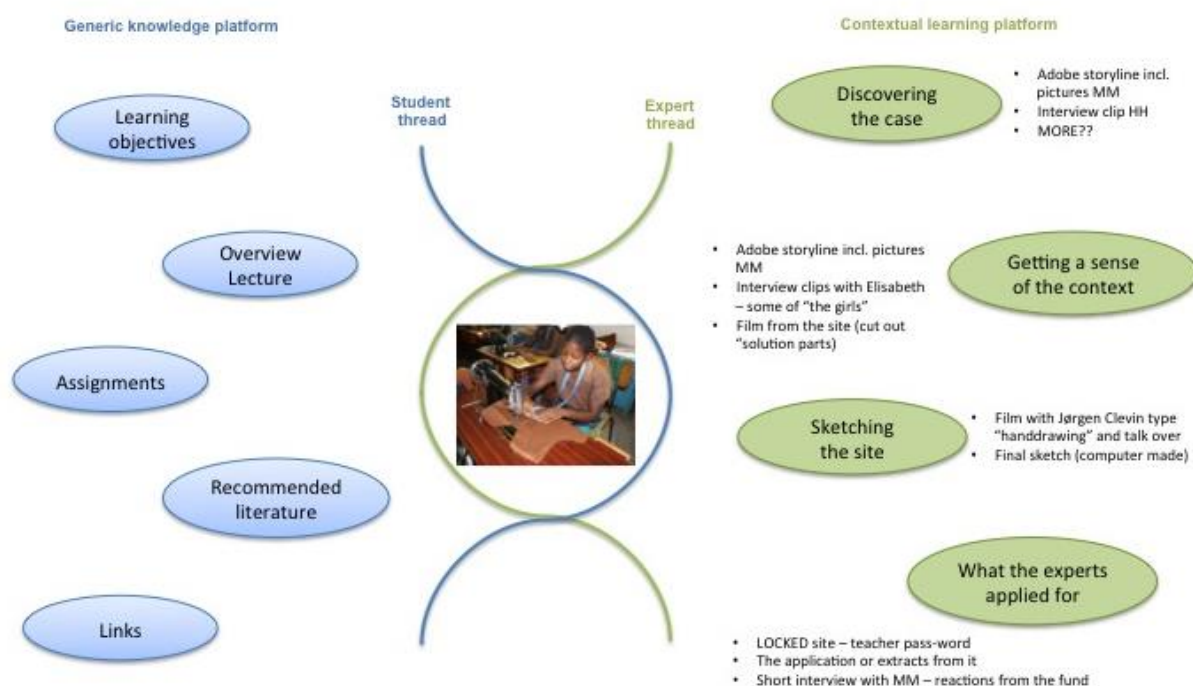 Generic knowledge platform
Contextual learning platform
Learning
objectives
Overview
Lecture
Assignments
Recommended
literature
Links
Student
thread
Expert
thread
Discovering
the case
• Adobe storyline incl.
pictures MM
• Interview clip HH
• MORE??
• Adobe storyline incl. pictures
MM
• Interview clips with Elisabeth
– some of "the girls"
• Film from the site (cut out
"solution parts)
Getting a sense
of the context
Sketching
the site
• Film with Jørgen Clevin type
"handdrawing" and talk over
• Final sketch (computer made)
What the experts
applied for
• LOCKED site – teacher pass-word
• The application or extracts from it
• Short interview with MM – reactions from the fund